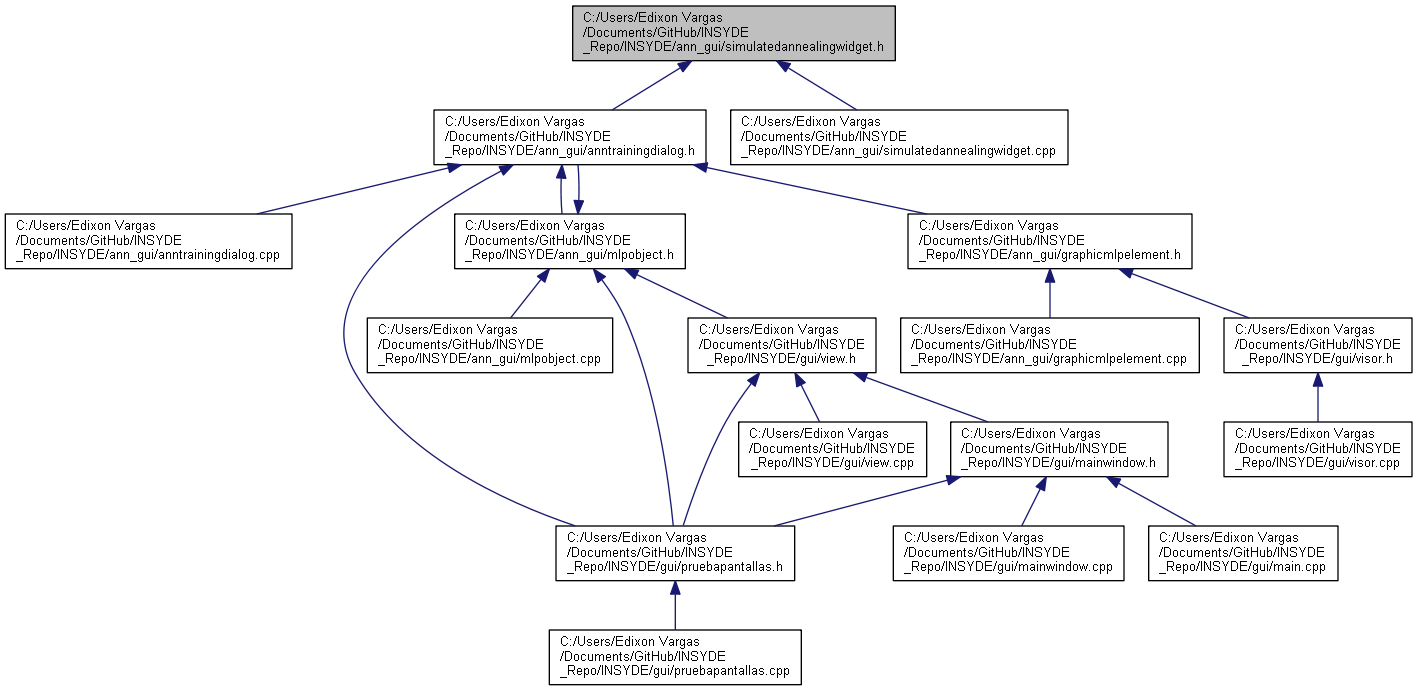 C:/Users/Edixon Vargas
/Documents/GitHub/INSYDE
_Repo/INSYDE/ann_gui/simulatedannealingwidget.h
C:/Users/Edixon Vargas
/Documents/GitHub/INSYDE
_Repo/INSYDE/ann_gui/anntrainingdialog.h
C:/Users/Edixon Vargas
/Documents/GitHub/INSYDE
_Repo/INSYDE/ann_gui/simulatedannealingwidget.cpp
C:/Users/Edixon Vargas
/Documents/GitHub/INSYDE
_Repo/INSYDE/ann_gui/anntrainingdialog.cpp
C:/Users/Edixon Vargas
/Documents/GitHub/INSYDE
_Repo/INSYDE/ann_gui/mlpobject.h
C:/Users/Edixon Vargas
/Documents/GitHub/INSYDE
_Repo/INSYDE/ann_gui/graphicmlpelement.h
C:/Users/Edixon Vargas
/Documents/GitHub/INSYDE
_Repo/INSYDE/ann_gui/mlpobject.cpp
C:/Users/Edixon Vargas
/Documents/GitHub/INSYDE
_Repo/INSYDE/gui/view.h
C:/Users/Edixon Vargas
/Documents/GitHub/INSYDE
_Repo/INSYDE/ann_gui/graphicmlpelement.cpp
C:/Users/Edixon Vargas
/Documents/GitHub/INSYDE
_Repo/INSYDE/gui/visor.h
C:/Users/Edixon Vargas
/Documents/GitHub/INSYDE
_Repo/INSYDE/gui/view.cpp
C:/Users/Edixon Vargas
/Documents/GitHub/INSYDE
_Repo/INSYDE/gui/mainwindow.h
C:/Users/Edixon Vargas
/Documents/GitHub/INSYDE
_Repo/INSYDE/gui/visor.cpp
C:/Users/Edixon Vargas
/Documents/GitHub/INSYDE
_Repo/INSYDE/gui/pruebapantallas.h
C:/Users/Edixon Vargas
/Documents/GitHub/INSYDE
_Repo/INSYDE/gui/mainwindow.cpp
C:/Users/Edixon Vargas
/Documents/GitHub/INSYDE
_Repo/INSYDE/gui/main.cpp
C:/Users/Edixon Vargas
/Documents/GitHub/INSYDE
_Repo/INSYDE/gui/pruebapantallas.cpp